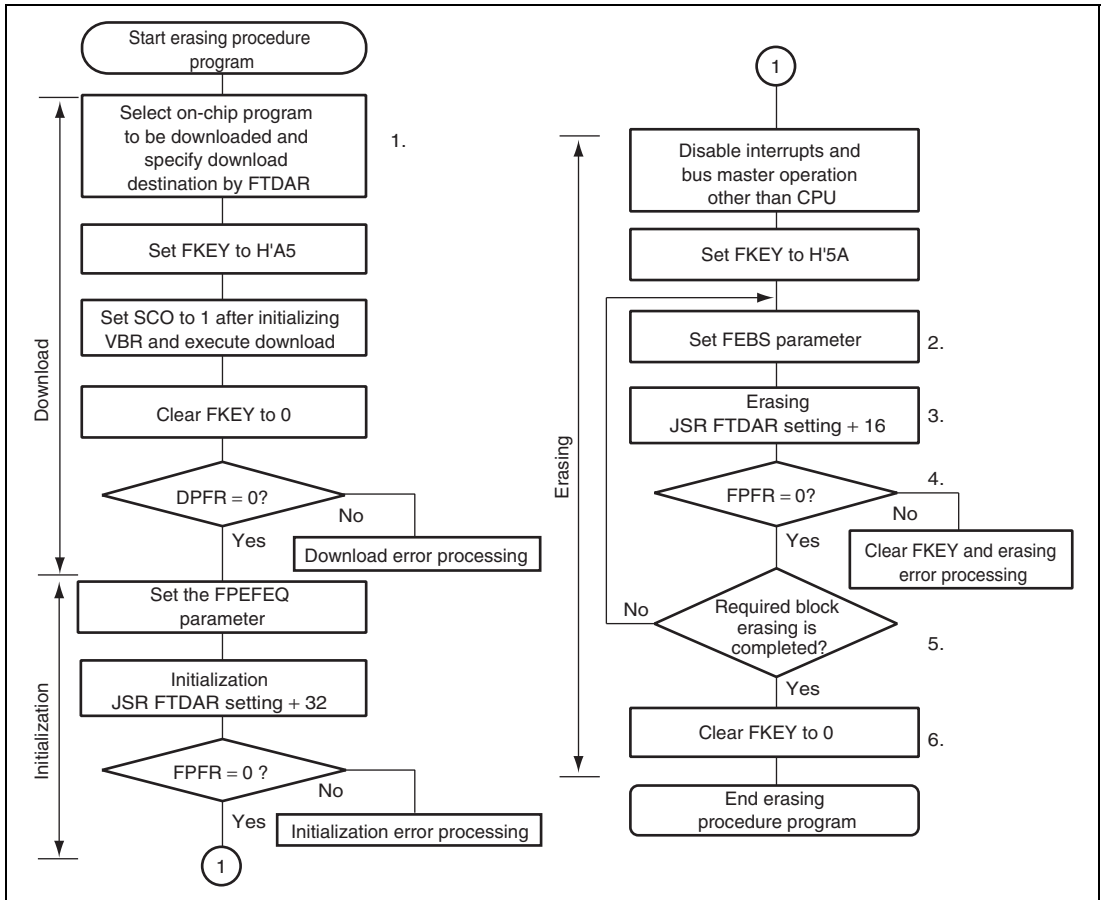 Start erasing procedure
program
Select on-chip program
to be downloaded and
specify download
destination by FTDAR
1.
Set FKEY to H'A5
Set SCO to 1 after initializing
VBR and execute download
Clear FKEY to 0
DPFR = 0?
No
Yes
Download error processing
Download
Set the FPEFEQ
parameter
Initialization
JSR FTDAR setting + 32
FPFR = 0 ?
No
Yes
Initialization error processing
Initialization
1
1
Disable interrupts and
bus master operation
other than CPU
Set FKEY to H'5A
Set FEBS parameter
2.
Erasing
JSR FTDAR setting + 16
3.
4.
FPFR = 0?
No
Yes
Clear FKEY and erasing
error processing
Erasing
No
Required block
erasing is
completed?
5.
Yes
Clear FKEY to 0
6.
End erasing
procedure program